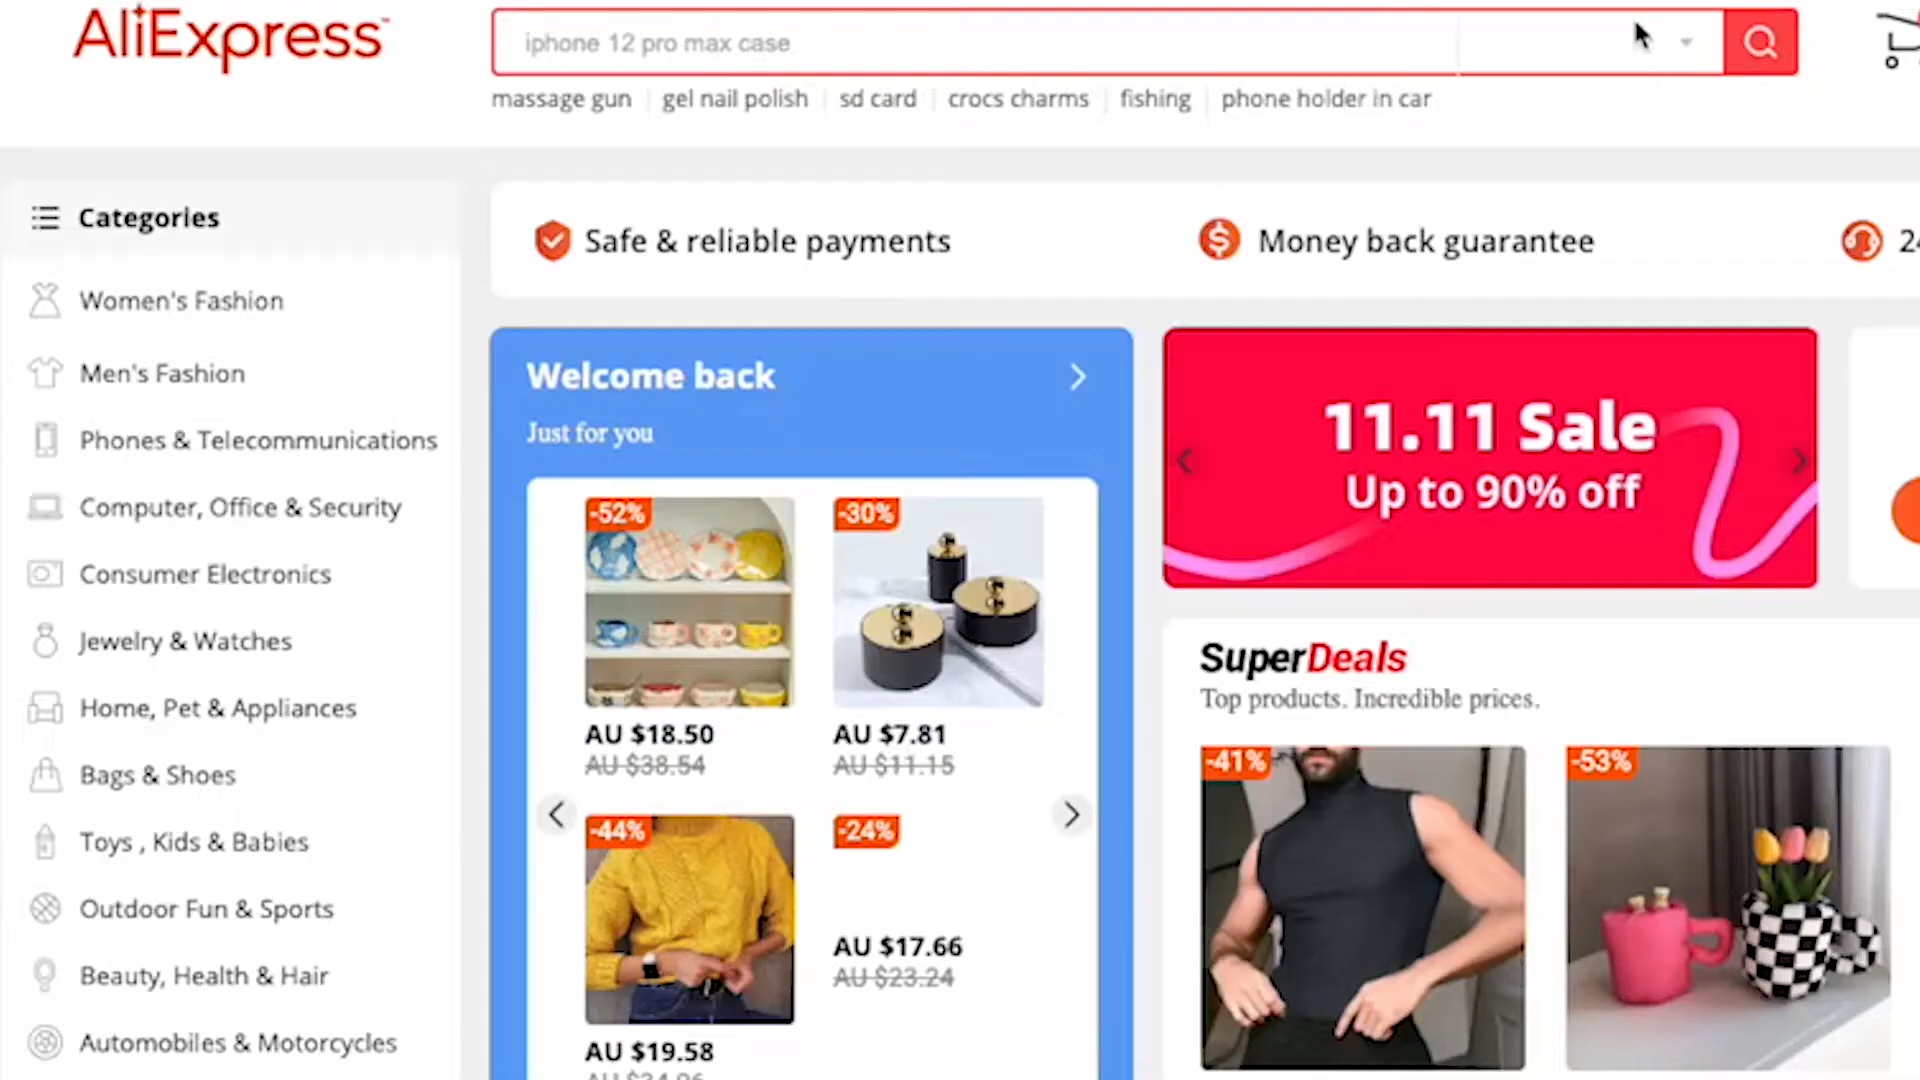 AliExpress
iphone 12 pro max case
massage gun
gel nail polish
sd card
crocs charms
fishing
phone holder in car
Categories
Women's Fashion
Men's Fashion
Phones & Telecommunications
Computer, Office & Security
Consumer Electronics
Jewelry & Watches
Home, Pet & Appliances
Bags & Shoes
Toys , Kids & Babies
Outdoor Fun & Sports
Beauty, Health & Hair
Automobiles & Motorcycles
Safe & reliable payments
Money back guarantee
Welcome back
Just for you
-52%
AU $18.50
AU $38.54
-30%
AU $7.81
AU $11.15
-44%
AU $19.58
-24%
AU $17.66
AU $23.24
11.11 Sale
Up to 90% off
SuperDeals
Top products. Incredible prices.
-41%
-53%